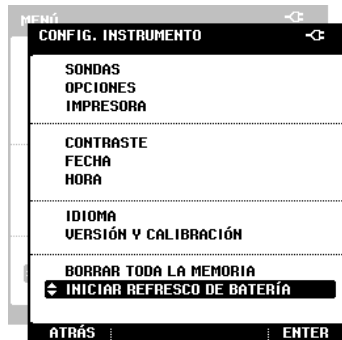 MENÚ
CONFIG. INSTRUMENTO
SONDAS
OPCIONES
IMPRESORA
CONTRASTE
FECHA
HORA
IDIOMA
VERSIÓN Y CALIBRACIÓN
BORRAR TODA LA MEMORIA
INICIAR REFRESCO DE BATERÍA
ATRÁS ENTER